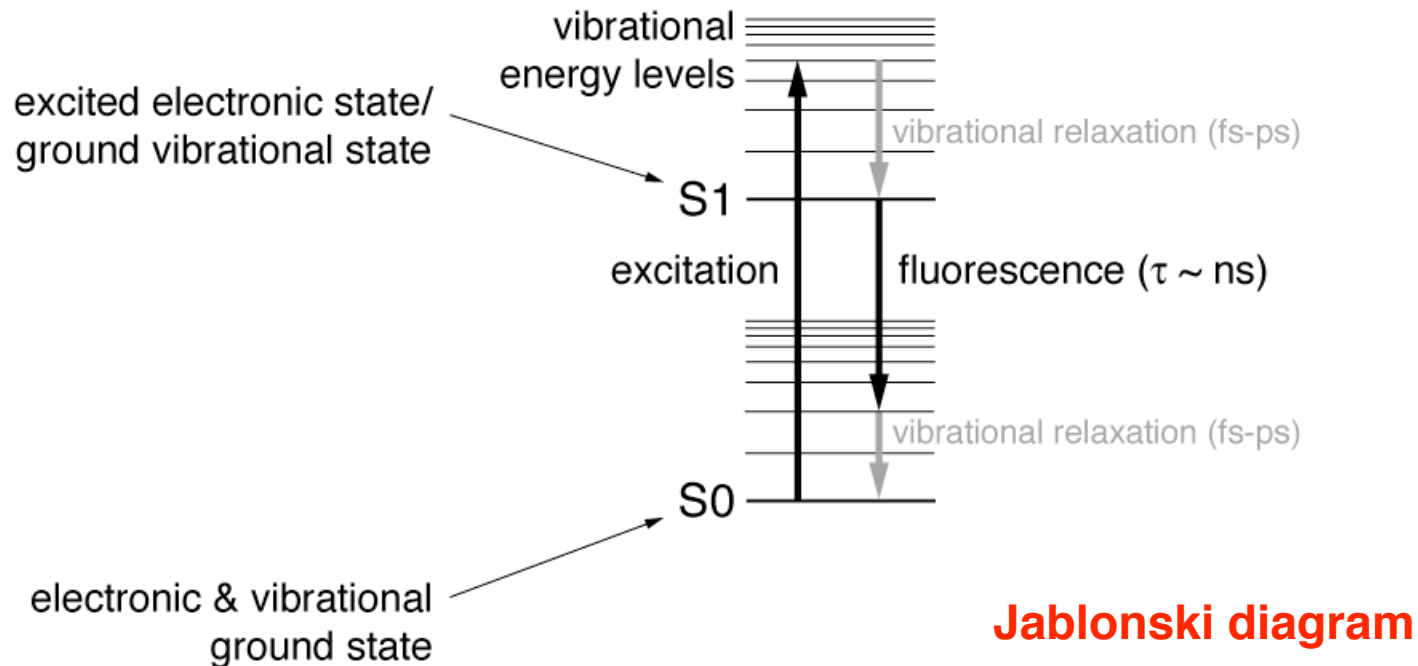 vibrational
energy levels
excited electronic state/
ground vibrational state
vibrational relaxation (fs-ps)
S1
excitation
fluorescence (τ ~ ns)
vibrational relaxation (fs-ps)
S0
electronic & vibrational
ground state
Jablonski diagram